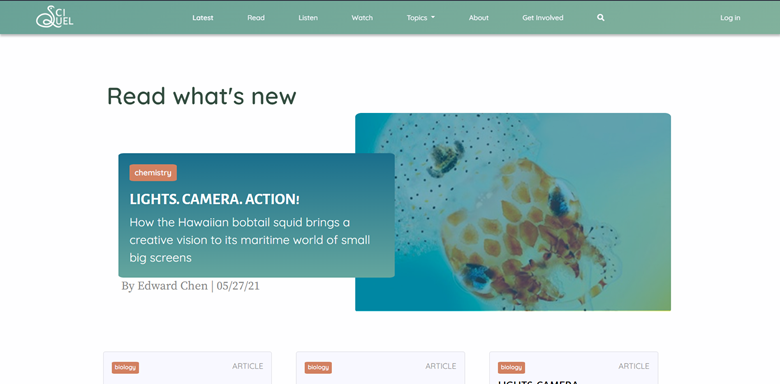 SCI
QUEL
Latest Read Listen Watch Topics About Get Involved Log in
Read what's new
chemistry
LIGHTS. CAMERA. ACTION!
How the Hawaiian bobtail squid brings a
creative vision to its maritime world of small
big screens
By Edward Chen | 05/27/21
biology ARTICLE biology ARTICLE biology ARTICLE
LIGHTS. CAMERA.